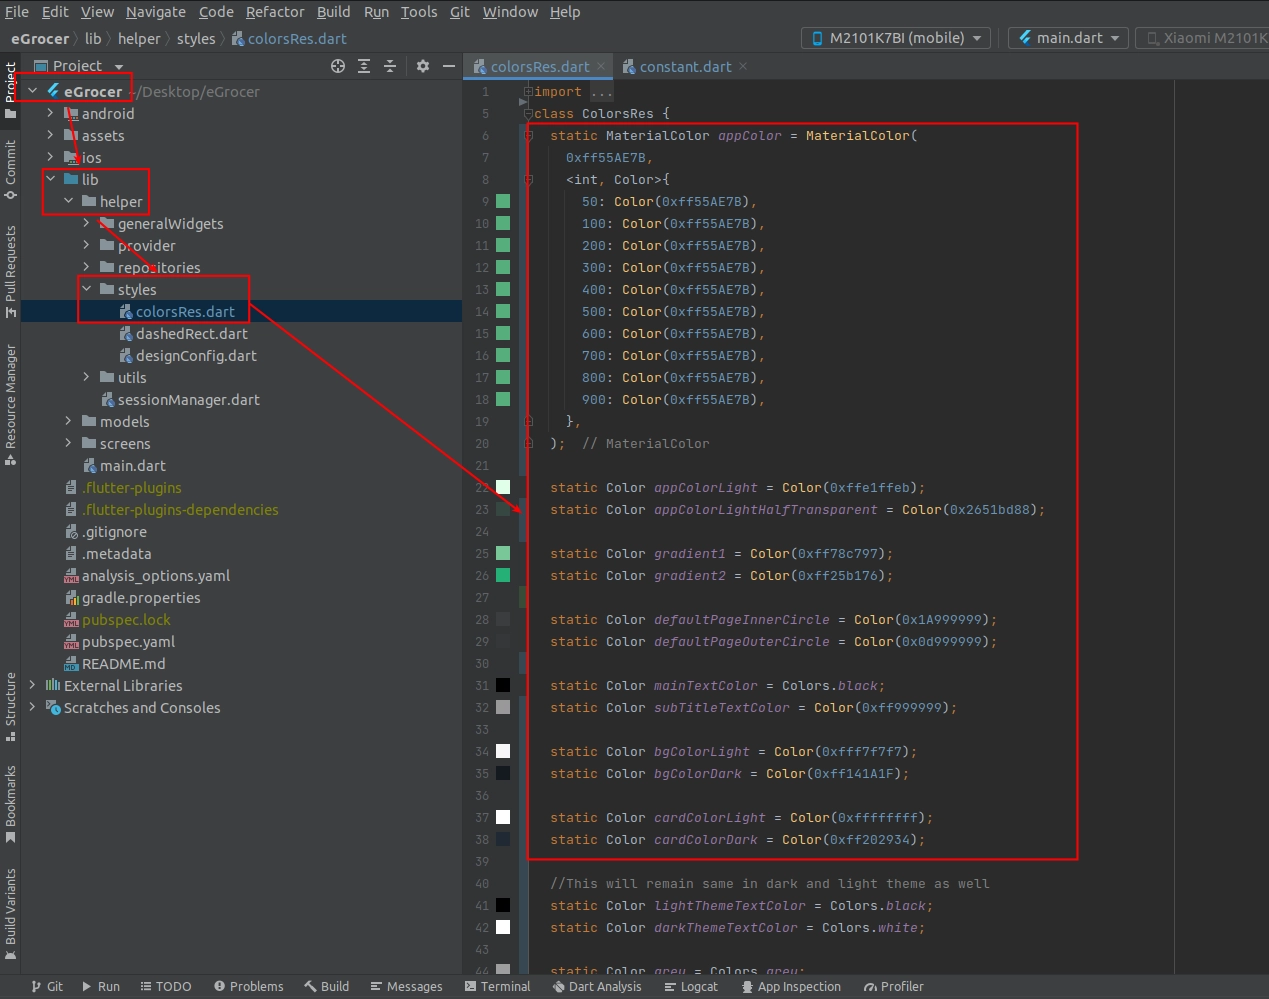 File Edit View Navigate Code Refactor Build Run Tools Git Window Help
eGrocer lib helper styles colorsRes.dart M2101K7BI (mobile) main.dart Xiaomi M2101K
Project
Project
colorsRes.dart constant.dart
eGrocer ~/Desktop/eGrocer
android
assets
ios
lib
helper
generalWidgets
provider
repositories
styles
colorsRes.dart
dashedRect.dart
designConfig.dart
utils
sessionManager.dart
models
screens
main.dart
.flutter-plugins
.flutter-plugins-dependencies
.gitignore
.metadata
analysis_options.yaml
gradle.properties
pubspec.lock
pubspec.yaml
README.md
External Libraries
Scratches and Consoles
Commit
Pull Requests
Resource Manager
Structure
Bookmarks
Build Variants
1 import ...
5 class ColorsRes {
6 static MaterialColor appColor = MaterialColor(
7 0xff55AE7B,
8 <int, Color>{
9 50: Color(0xff55AE7B),
10 100: Color(0xff55AE7B),
11 200: Color(0xff55AE7B),
12 300: Color(0xff55AE7B),
13 400: Color(0xff55AE7B),
14 500: Color(0xff55AE7B),
15 600: Color(0xff55AE7B),
16 700: Color(0xff55AE7B),
17 800: Color(0xff55AE7B),
18 900: Color(0xff55AE7B),
19 },
20 ); // MaterialColor
21
22 static Color appColorLight = Color(0xffe1ffeb);
23 static Color appColorLightHalfTransparent = Color(0x2651bd88);
24
25 static Color gradient1 = Color(0xff78c797);
26 static Color gradient2 = Color(0xff25b176);
27
28 static Color defaultPageInnerCircle = Color(0x1A999999);
29 static Color defaultPageOuterCircle = Color(0x0d999999);
30
31 static Color mainTextColor = Colors.black;
32 static Color subTitleTextColor = Color(0xff999999);
33
34 static Color bgColorLight = Color(0xfff7f7f7);
35 static Color bgColorDark = Color(0xff141A1F);
36
37 static Color cardColorLight = Color(0xffffffff);
38 static Color cardColorDark = Color(0xff202934);
39
40 //This will remain same in dark and light theme as well
41 static Color lightThemeTextColor = Colors.black;
42 static Color darkThemeTextColor = Colors.white;
43
44 static Color grey = Colors.grey;
Git Run TODO Problems Build Messages Terminal Dart Analysis Logcat App Inspection Profiler